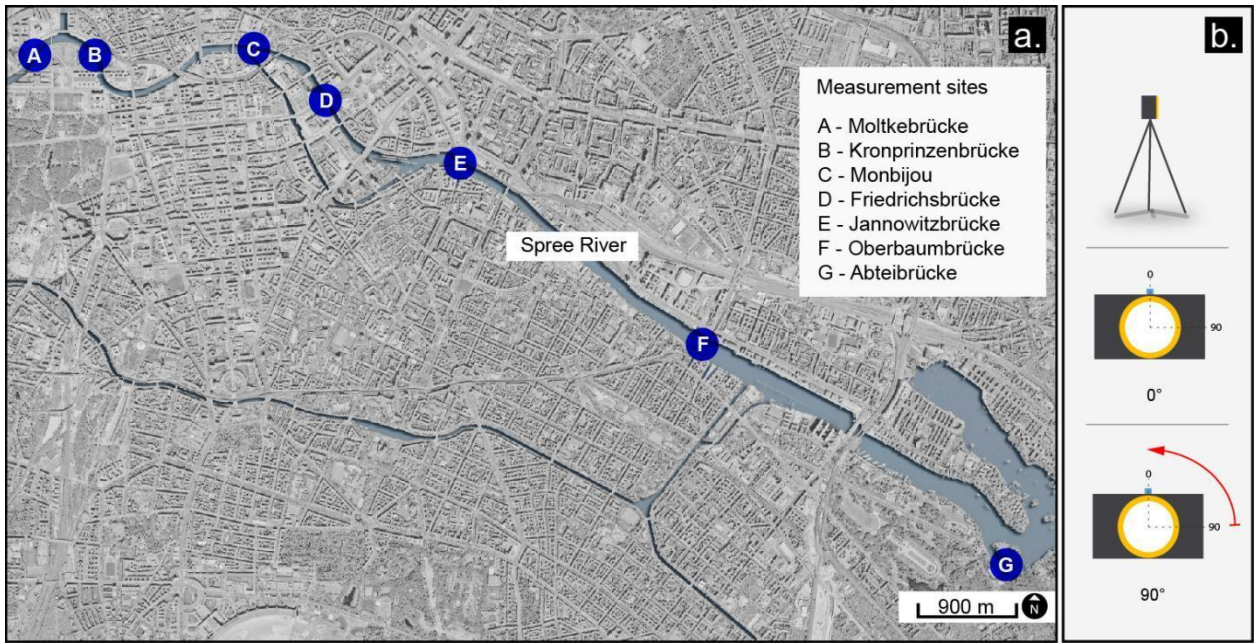 a.
A
B
C
D
E
F
G
Measurement sites
A - Moltkebrücke
B - Kronprinzenbrücke
C - Monbijou
D - Friedrichsbrücke
E - Jannowitzbrücke
F - Oberbaumbrücke
G - Abteibrücke
Spree River
900 m
N
b.
0
90
0°
0
90
90°